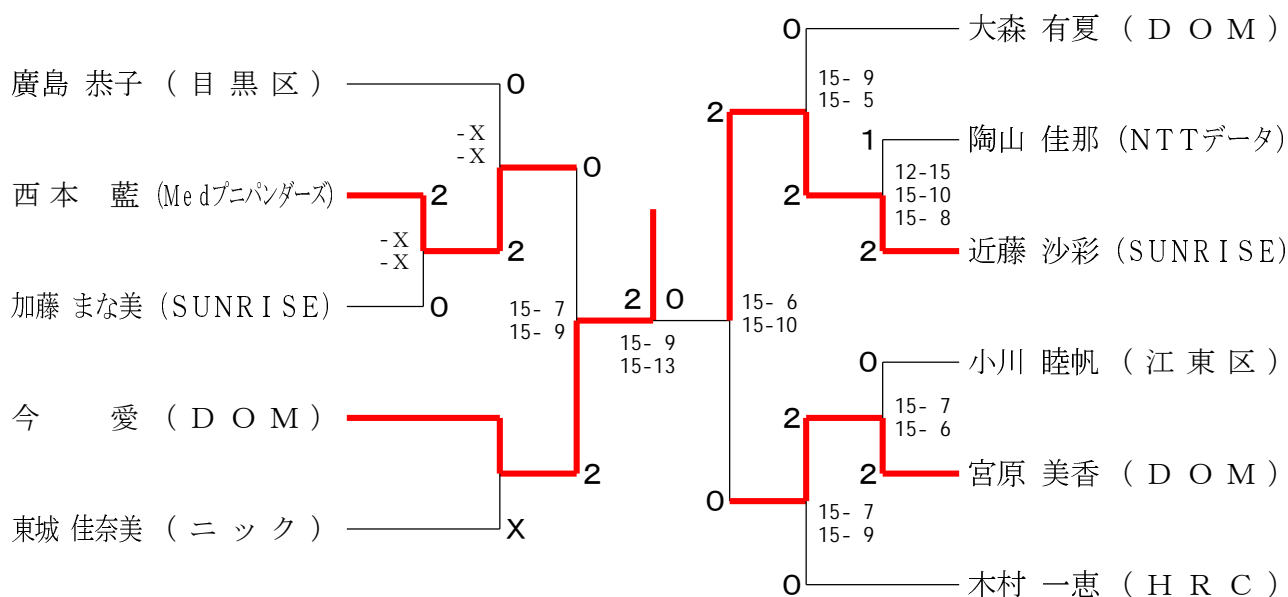 廣島 恭子 （ 目 黒 区 ）
0
-X
-X
0
西 本 藍 (Ｍｅｄプニパンダーズ)
2
-X
-X
2
加藤 まな美 (ＳＵＮＲＩＳＥ)
0
15- 7
15- 9
今 愛 （ Ｄ Ｏ Ｍ ）
2
東城 佳奈美 （ ニ ッ ク ）
X
2 0
15- 9
15-13
0
大森 有夏 （ Ｄ Ｏ Ｍ ）
15- 9
15- 5
2
1
陶山 佳那 (ＮＴＴデータ)
12-15
15-10
15- 8
2
2
近藤 沙彩 (ＳＵＮＲＩＳＥ)
15- 6
15-10
0
小川 睦帆 （ 江 東 区 ）
15- 7
15- 6
2
2
宮原 美香 （ Ｄ Ｏ Ｍ ）
0
15- 7
15- 9
0
木村 一恵 （ Ｈ Ｒ Ｃ ）